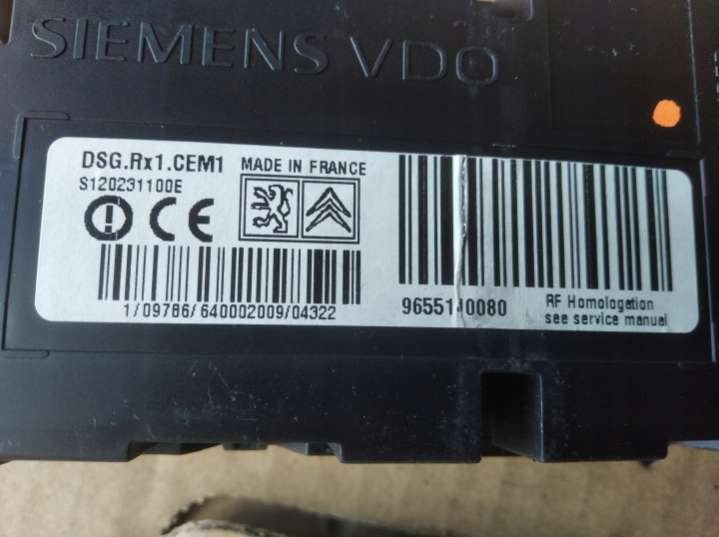 SIEMENS VDO
DSG.Rx1.CEM1 MADE IN FRANCE
S120231100E
CE
1/09786/640002009/04322
RF Homologation
see service manual